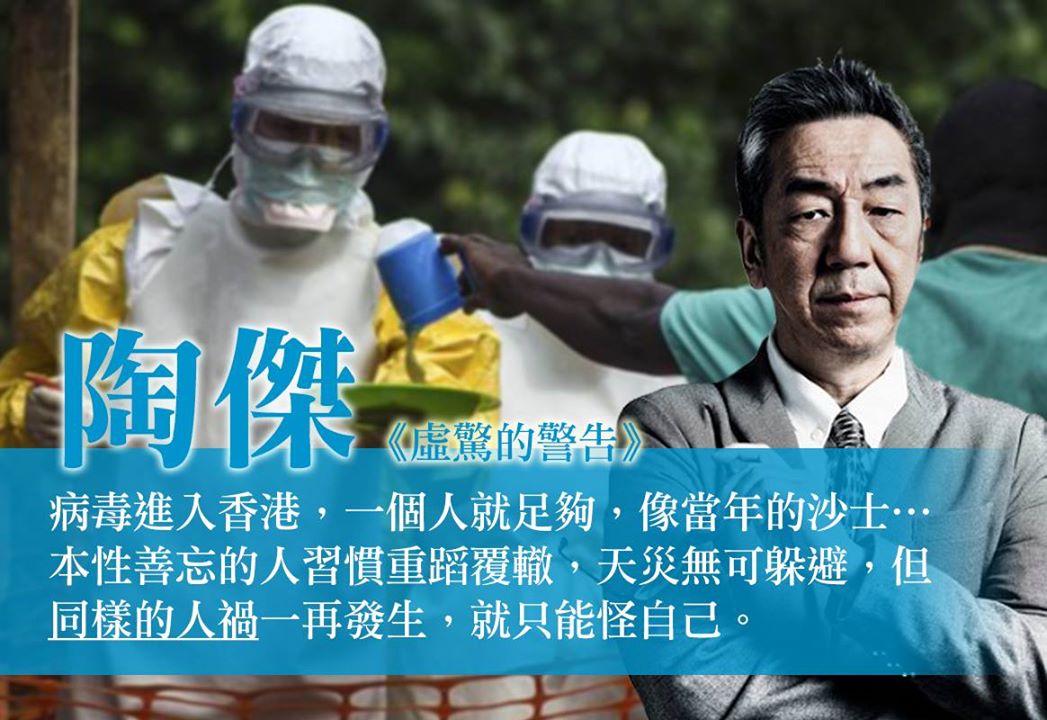 陶傑
《虛驚的警告》
病毒進入香港，一個人就足夠，像當年的沙士…
本性善忘的人習慣重蹈覆轍，天災無可躲避，但
同樣的人禍一再發生，就只能怪自己。